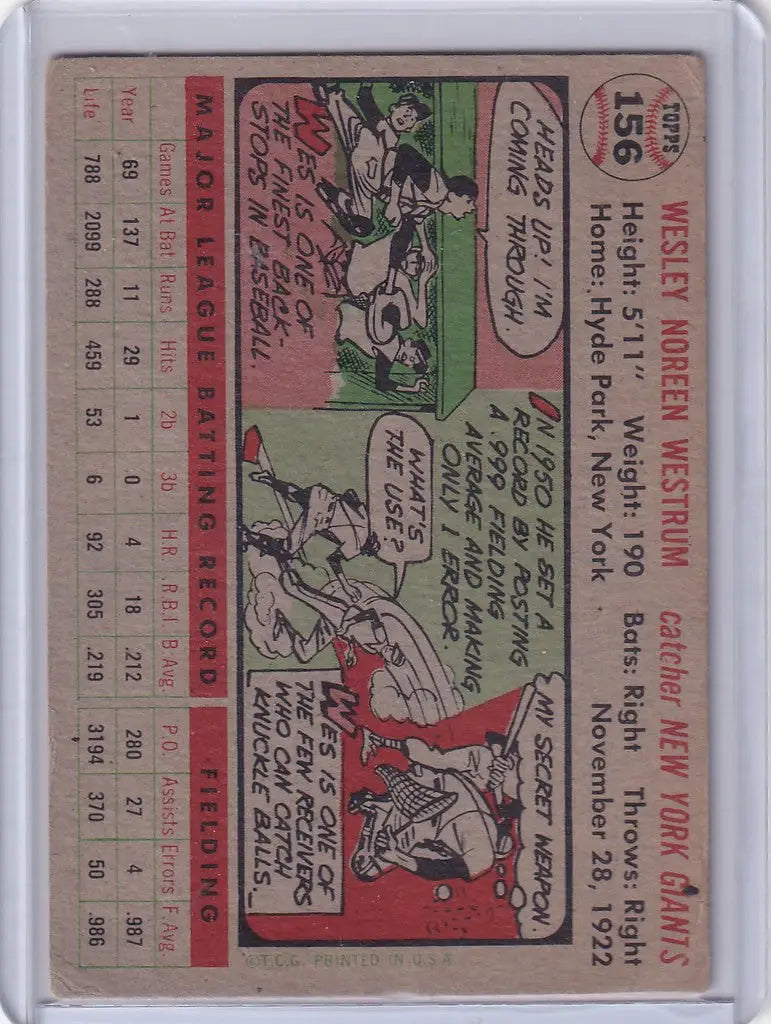 TOPPS
156
WESLEY NOREEN WESTRUM catcher NEW YORK GIANTS
Height: 5'11" Weight: 190 Bats: Right Throws: Right
Home: Hyde Park, New York November 28, 1922
HEADS UP! I'M
COMING THROUGH.
WES IS ONE OF
THE FINEST BACK-
STOPS IN BASEBALL.
IN 1950 HE SET A
RECORD BY POSTING
A .999 FIELDING
AVERAGE AND MAKING
ONLY 1 ERROR.
WHAT'S
THE USE?
MY SECRET WEAPON.
WES IS ONE OF
THE FEW RECEIVERS
WHO CAN CATCH
KNUCKLE BALLS.
©T.C.G. PRINTED IN U.S.A.
MAJOR LEAGUE BATTING RECORD FIELDING
Games At Bat Runs Hits 2b 3b H.R. R.B.I. B.Avg. P.O. Assists Errors F.Avg.
Year 69 137 11 29 1 0 4 18 .212 280 27 4 .987
Life 788 2099 288 459 53 6 92 305 .219 3194 370 50 .986